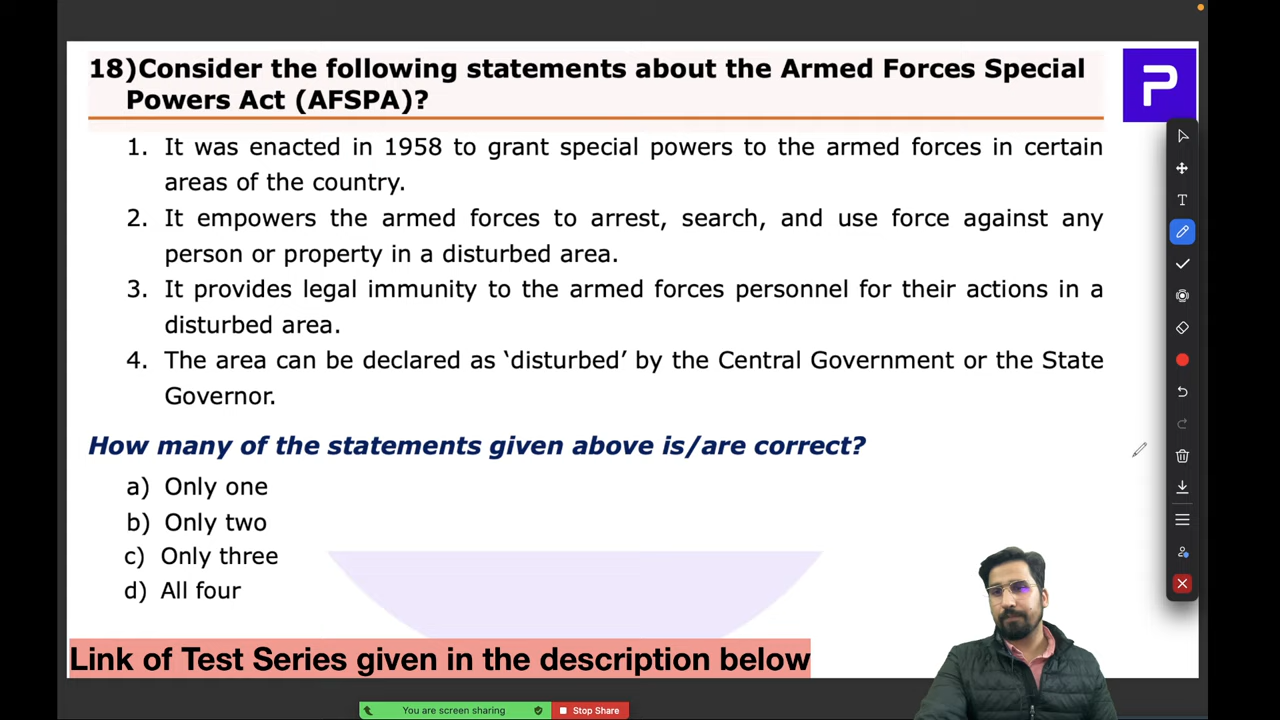 18)Consider the following statements about the Armed Forces Special
Powers Act (AFSPA)?
P
1. It was enacted in 1958 to grant special powers to the armed forces in certain
areas of the country.
2. It empowers the armed forces to arrest, search, and use force against any
person or property in a disturbed area.
3. It provides legal immunity to the armed forces personnel for their actions in a
disturbed area.
4. The area can be declared as ‘disturbed’ by the Central Government or the State
Governor.
How many of the statements given above is/are correct?
a) Only one
b) Only two
c) Only three
d) All four
Link of Test Series given in the description below
You are screen sharing
Stop Share
T